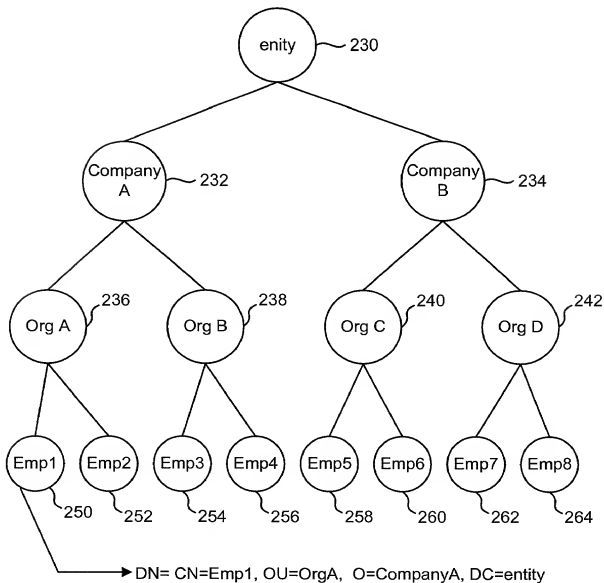 enity 230
Company
A 232
Company
B 234
Org A 236
Org B 238
Org C 240
Org D 242
Emp1 Emp2 Emp3 Emp4 Emp5 Emp6 Emp7 Emp8
250 252 254 256 258 260 262 264
DN= CN=Emp1, OU=OrgA, O=CompanyA, DC=entity